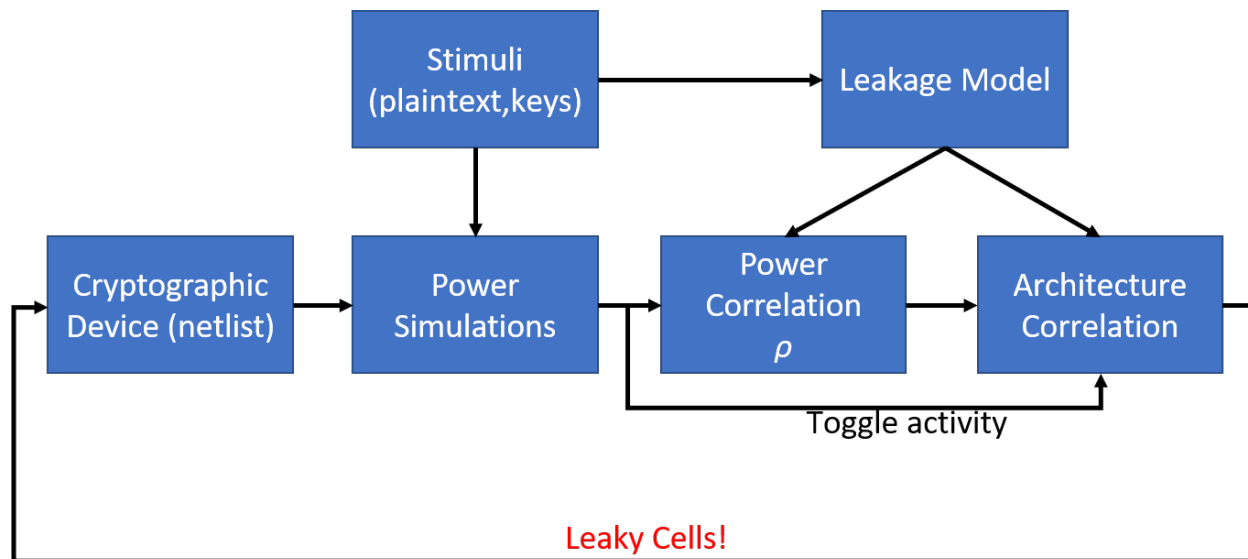 Stimuli
(plaintext,keys)
Leakage Model
Cryptographic
Device (netlist)
Power
Simulations
Power
Correlation
ρ
Architecture
Correlation
Toggle activity
Leaky Cells!